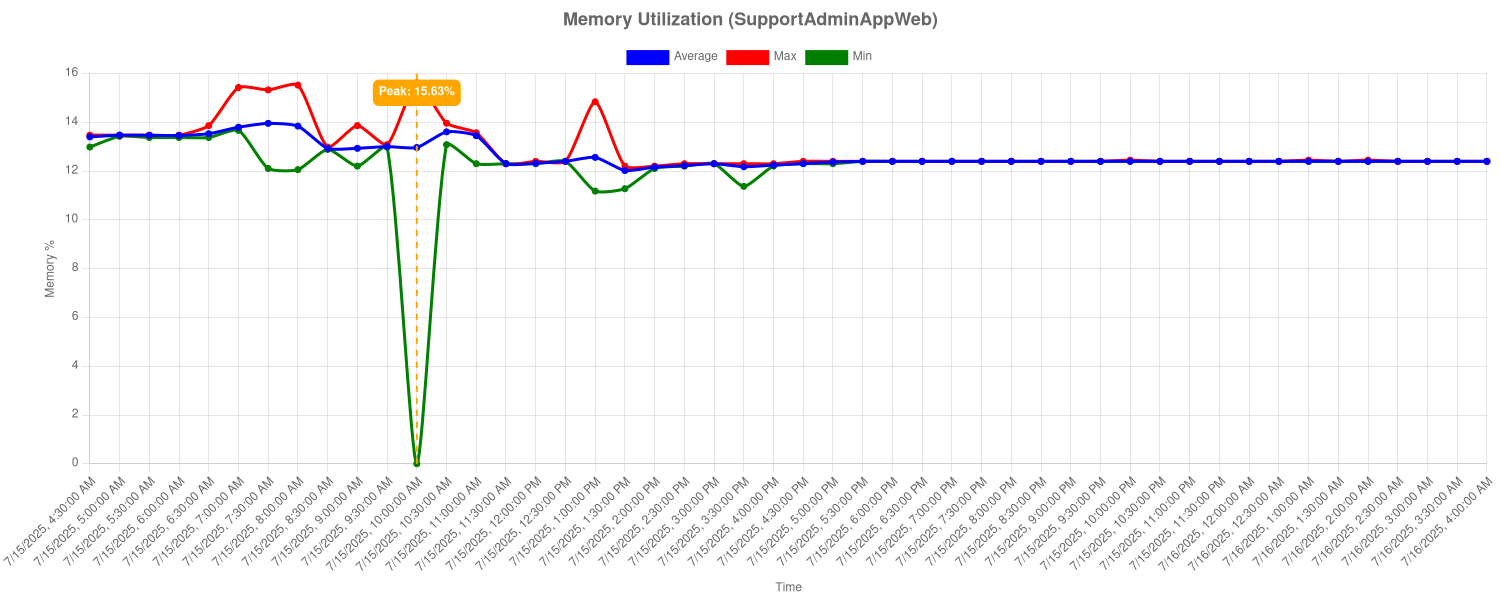 Memory Utilization (SupportAdminAppWeb)
Average Max Min
Peak: 15.63%
16
14
12
10
8
6
4
2
0
Memory %
7/15/2025, 4:30:00 AM
7/15/2025, 5:00:00 AM
7/15/2025, 5:30:00 AM
7/15/2025, 6:00:00 AM
7/15/2025, 6:30:00 AM
7/15/2025, 7:00:00 AM
7/15/2025, 7:30:00 AM
7/15/2025, 8:00:00 AM
7/15/2025, 8:30:00 AM
7/15/2025, 9:00:00 AM
7/15/2025, 9:30:00 AM
7/15/2025, 10:00:00 AM
7/15/2025, 10:30:00 AM
7/15/2025, 11:00:00 AM
7/15/2025, 11:30:00 AM
7/15/2025, 12:00:00 PM
7/15/2025, 12:30:00 PM
7/15/2025, 1:00:00 PM
7/15/2025, 1:30:00 PM
7/15/2025, 2:00:00 PM
7/15/2025, 2:30:00 PM
7/15/2025, 3:00:00 PM
7/15/2025, 3:30:00 PM
7/15/2025, 4:00:00 PM
7/15/2025, 4:30:00 PM
7/15/2025, 5:00:00 PM
7/15/2025, 5:30:00 PM
7/15/2025, 6:00:00 PM
7/15/2025, 6:30:00 PM
7/15/2025, 7:00:00 PM
7/15/2025, 7:30:00 PM
7/15/2025, 8:00:00 PM
7/15/2025, 8:30:00 PM
7/15/2025, 9:00:00 PM
7/15/2025, 9:30:00 PM
7/15/2025, 10:00:00 PM
7/15/2025, 10:30:00 PM
7/15/2025, 11:00:00 PM
7/15/2025, 11:30:00 PM
7/16/2025, 12:00:00 AM
7/16/2025, 12:30:00 AM
7/16/2025, 1:00:00 AM
7/16/2025, 1:30:00 AM
7/16/2025, 2:00:00 AM
7/16/2025, 2:30:00 AM
7/16/2025, 3:00:00 AM
7/16/2025, 3:30:00 AM
7/16/2025, 4:00:00 AM
Time